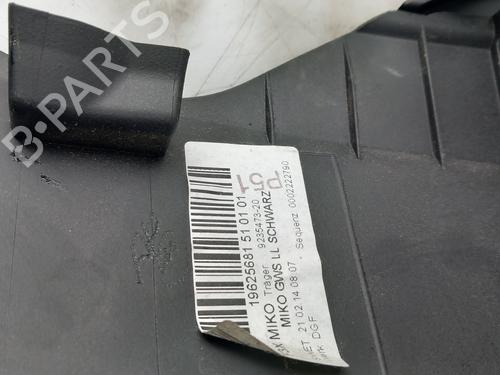 B-PARTS
P51
19625681 51 01 01
MIKO Träger
9235473-20
MIKO GWS LL SCHWARZ
21.02.14 08:07
Sequenz: 0002222790
DGF